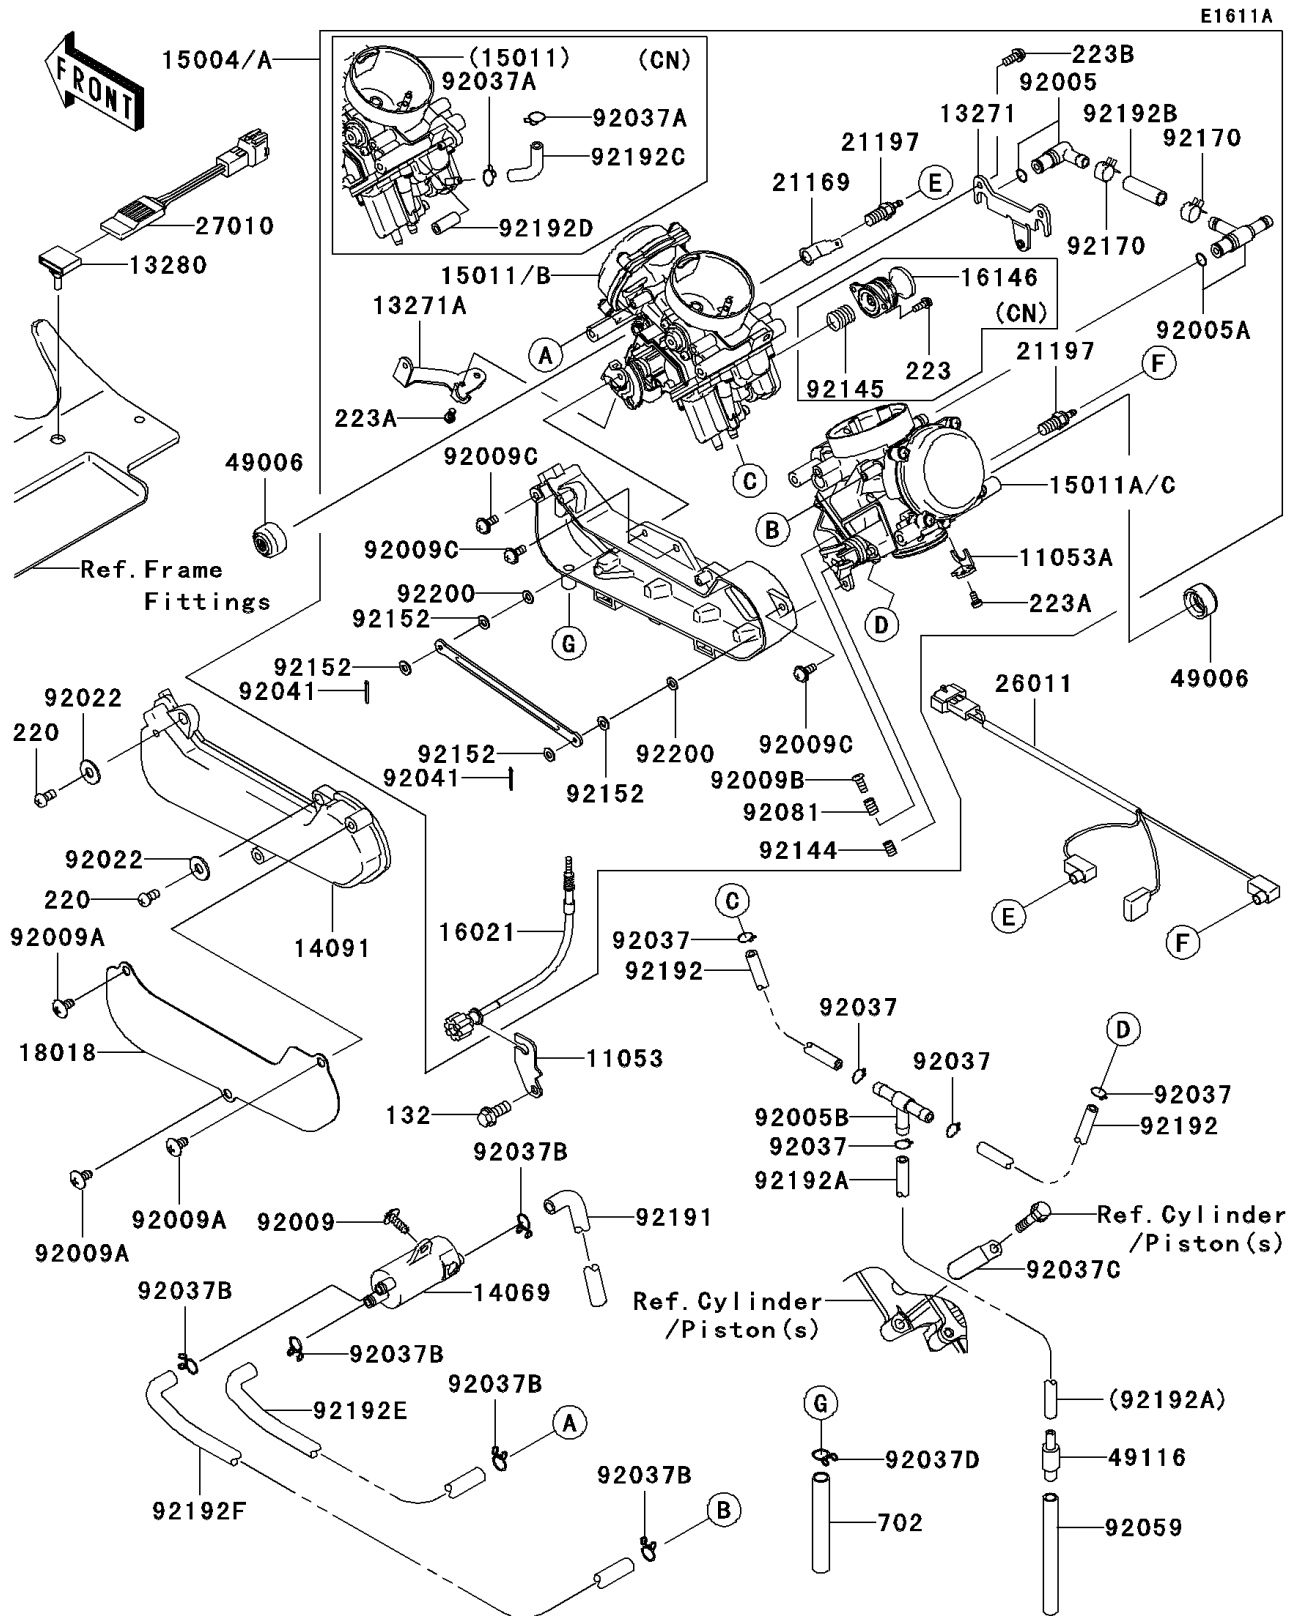 E1611A
FRONT
15004/A
(15011)
(CN)
92037A
92037A
92192C
92192D
223B
92005
13271
92192B
92170
21197
E
21169
92170
27010
13280
15011/B
13271A
16146
(CN)
92005A
A
21197
F
223
92145
223A
49006
92009C
C
15011A/C
B
92009C
11053A
Ref.Frame
Fittings
92200
92152
223A
D
G
92152
92041
92022
26011
49006
220
92152
92200
92009C
92041
92152
92009B
92081
92144
92022
220
C
E
92009A
14091
16021
92037
F
92192
92037
18018
11053
92037
D
92037
132
92005B
92192
92037B
92037
92192A
92009A
92009
92191
Ref.Cylinder
/Piston(s)
92009A
92037C
92037B
14069
Ref.Cylinder
/Piston(s)
92037B
92037B
92192E
A
G
(92192A)
92037D
49116
92037B
92192F
B
702
92059